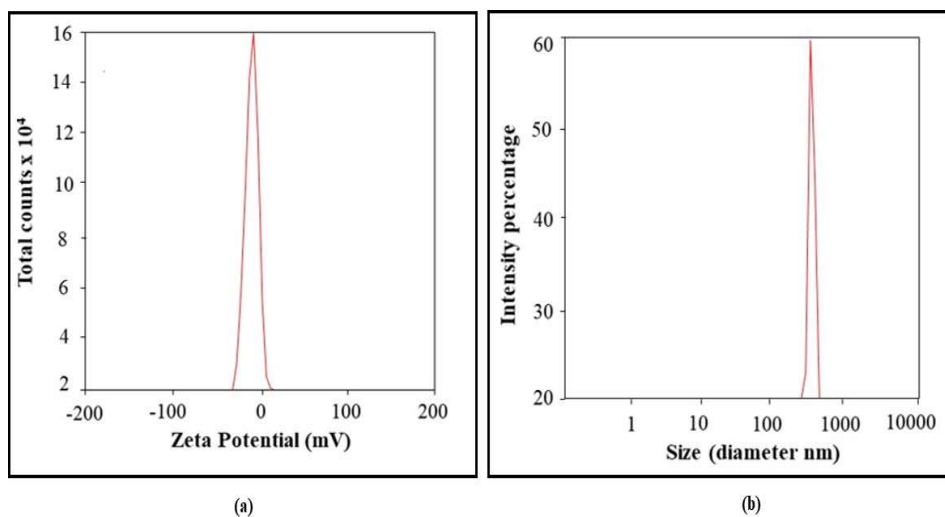 16
14
12
10
8
6
4
2
-200 -100 0 100 200
Total counts x 10⁴
Zeta Potential (mV)
(a)
60
50
40
30
20
1 10 100 1000 10000
Intensity percentage
Size (diameter nm)
(b)